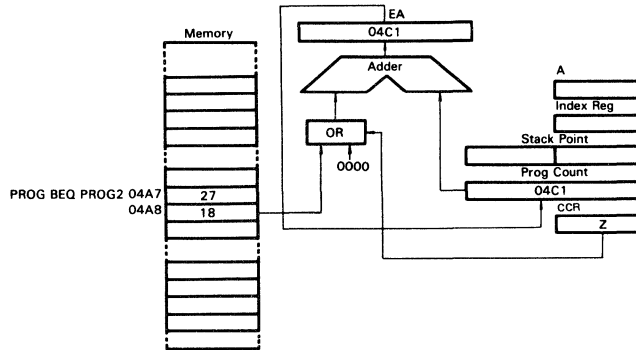 EA
Memory
04C1
Adder
A
Index Reg
OR
Stack Point
0000
Prog Count
PROG BEQ PROG2 04A7
27
04C1
04A8
18
CCR
Z